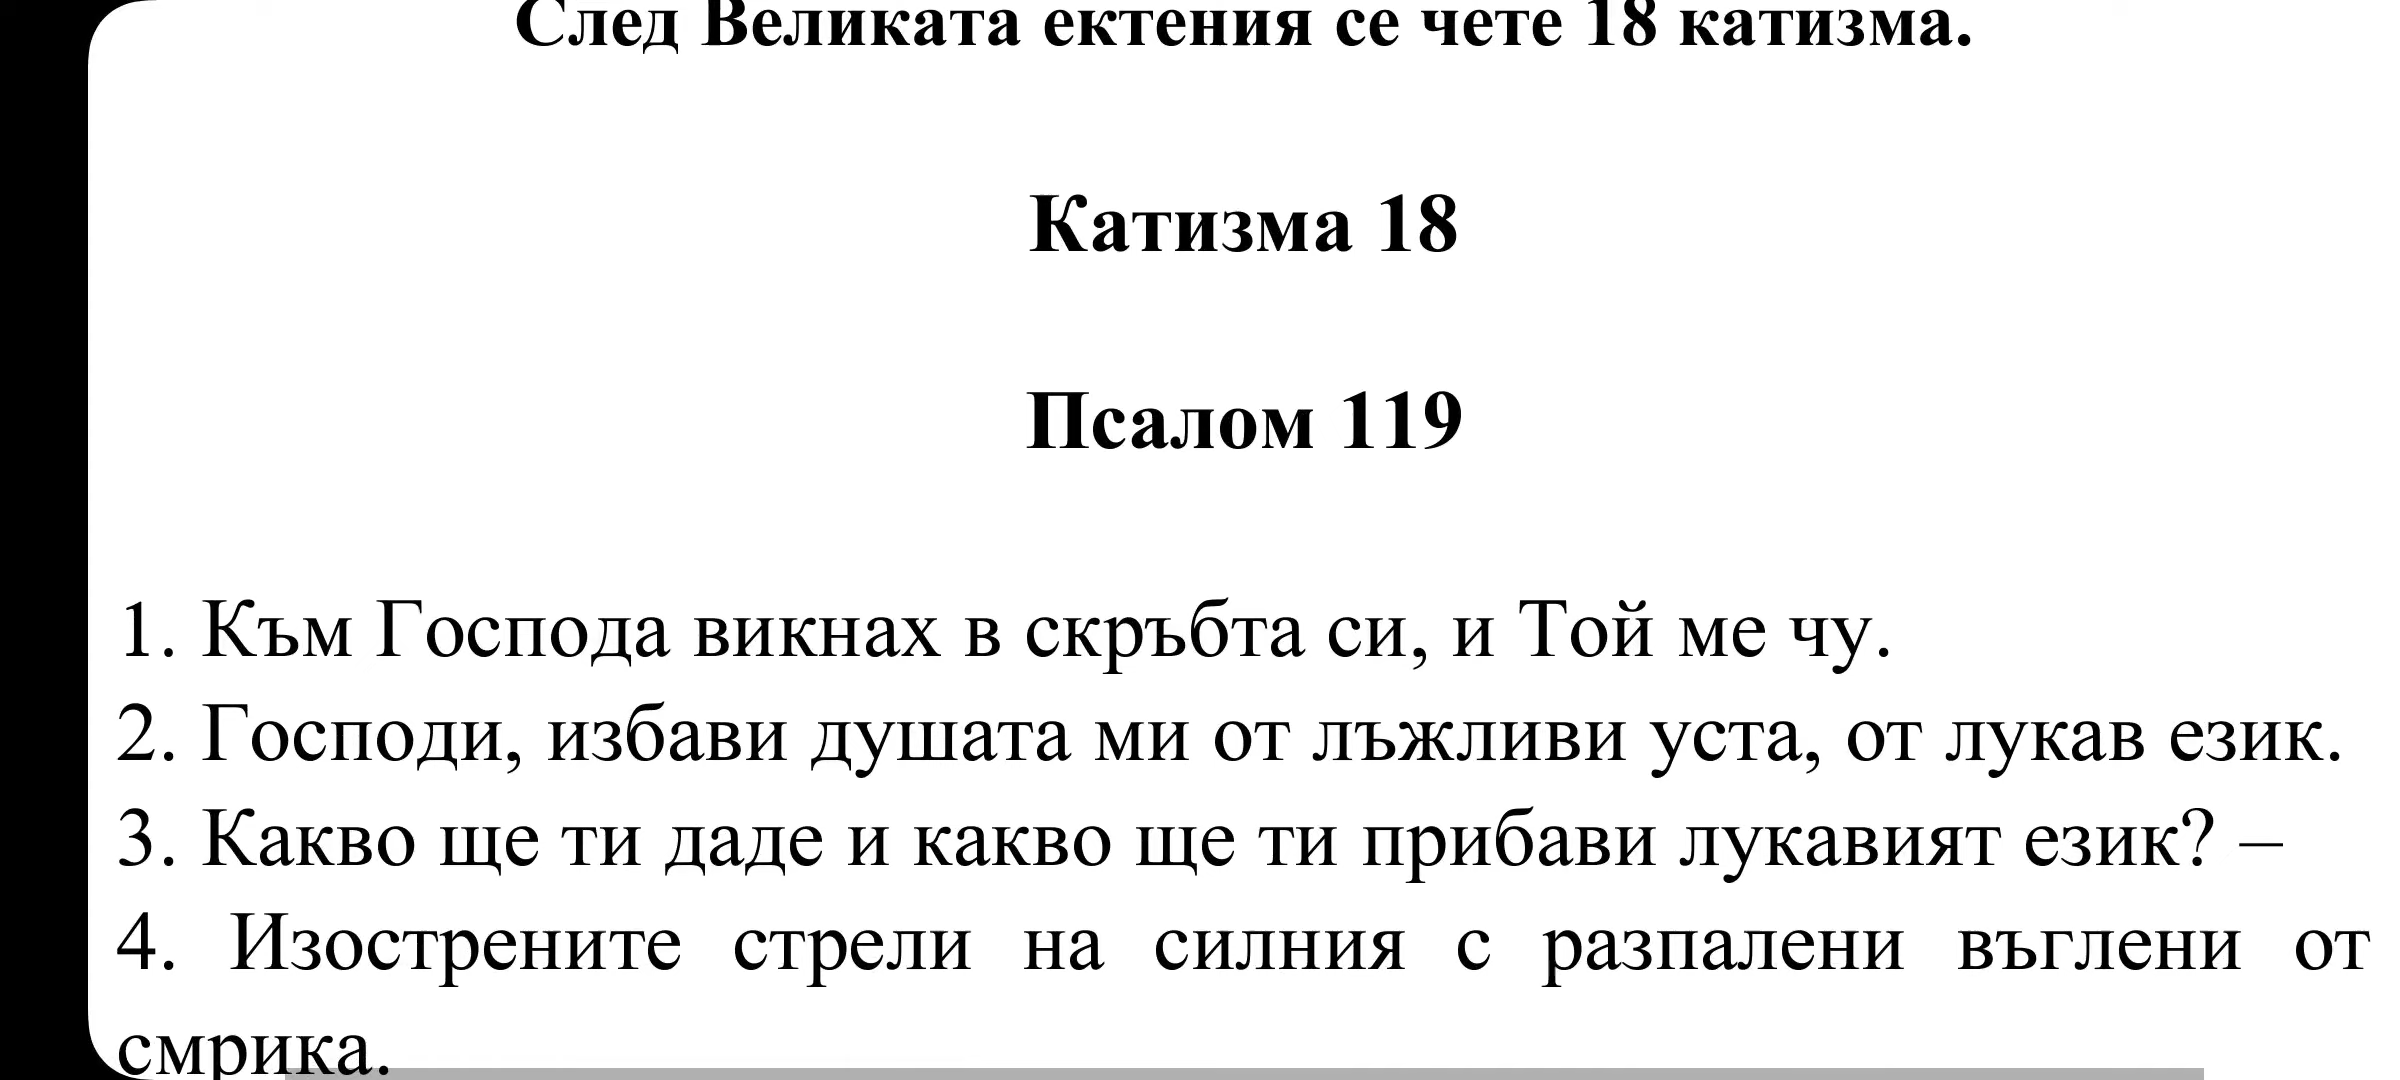 След Великата ектения се чете 18 катизма.
Катизма 18
Псалом 119
1. Към Господа викнах в скръбта си, и Той ме чу.
2. Господи, избави душата ми от лъжливи уста, от лукав език.
3. Какво ще ти даде и какво ще ти прибави лукавият език? –
4. Изострените стрели на силния с разпалени въглени от
смрика.